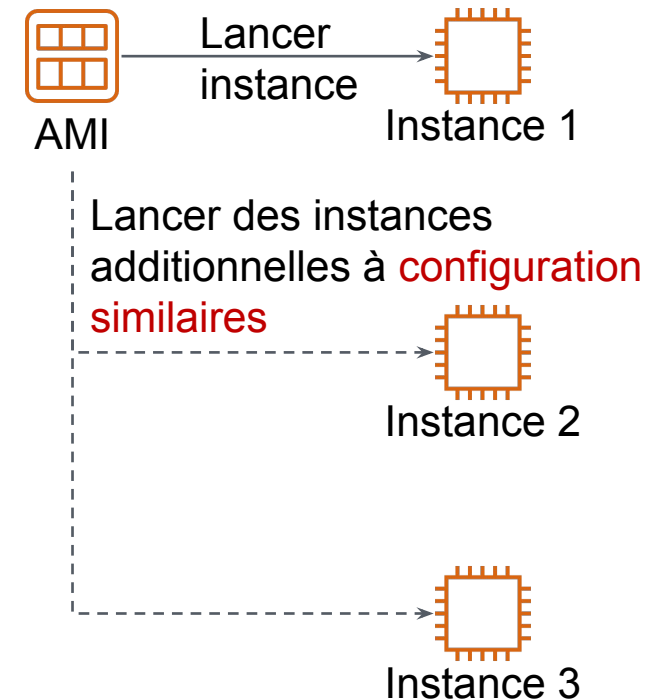 Lancer
instance
AMI
Instance 1
Lancer des instances
additionnelles à configuration
similaires
Instance 2
Instance 3